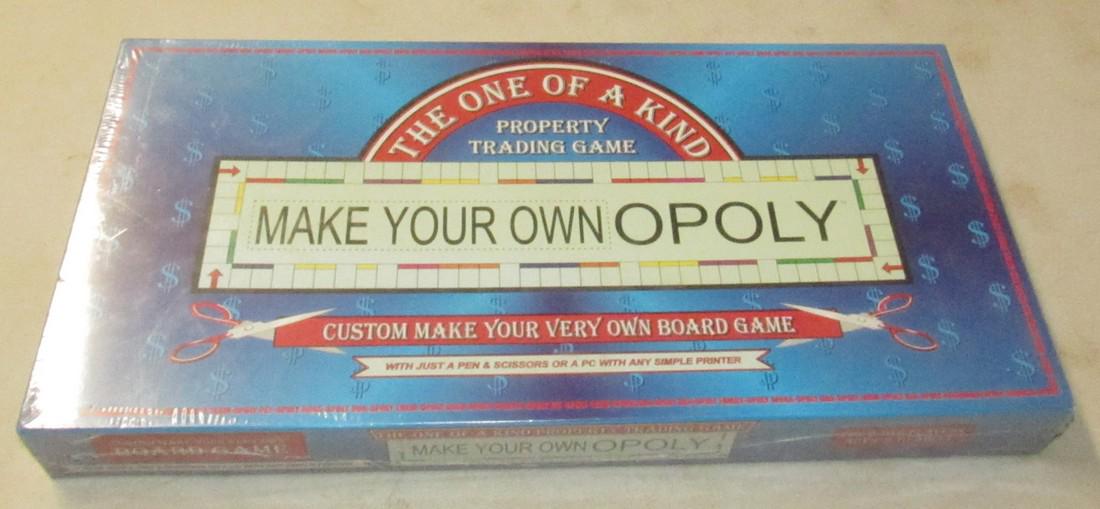 THE ONE OF A KIND
PROPERTY
TRADING GAME
MAKE YOUR OWN OPOLY
CUSTOM MAKE YOUR VERY OWN BOARD GAME
WITH JUST A PEN & SCISSORS OR A PC WITH ANY SIMPLE PRINTER
THE ONE OF A KIND PROPERTY TRADING GAME
BOARD GAME
MAKE YOUR OWN OPOLY